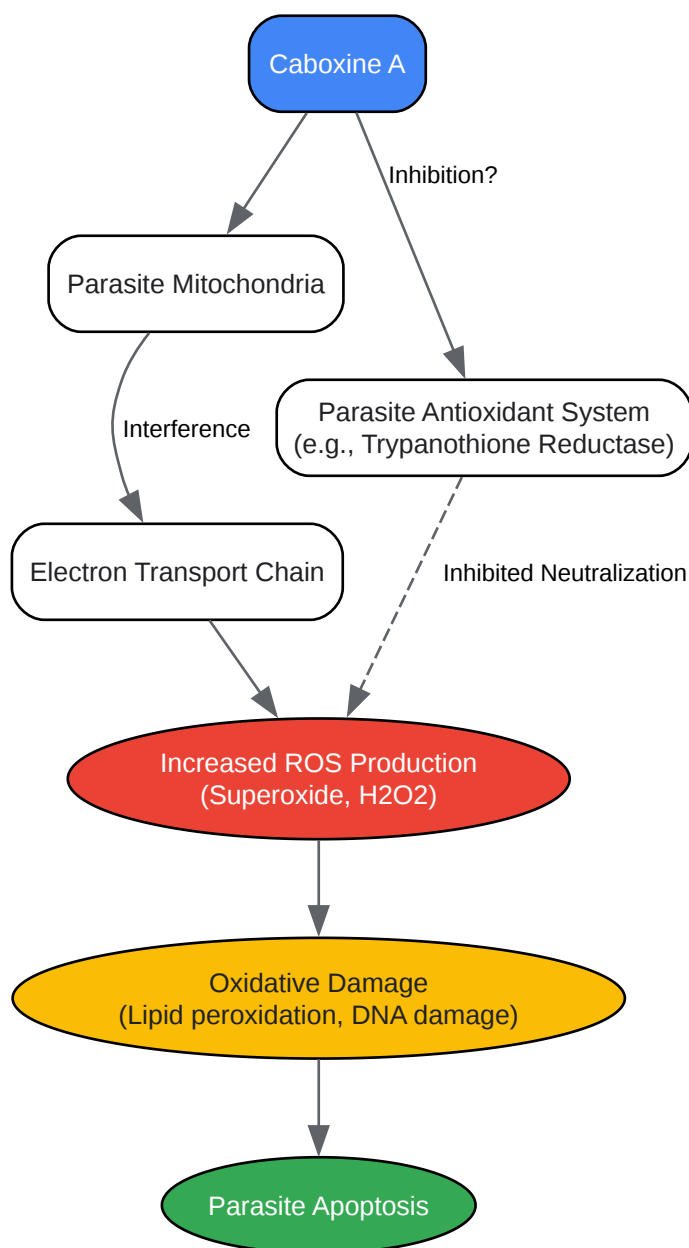 Caboxine A
Inhibition?
Parasite Mitochondria
Parasite Antioxidant System
(e.g., Trypanothione Reductase)
Interference
Electron Transport Chain
Inhibited Neutralization
Increased ROS Production
(Superoxide, H2O2)
Oxidative Damage
(Lipid peroxidation, DNA damage)
Parasite Apoptosis